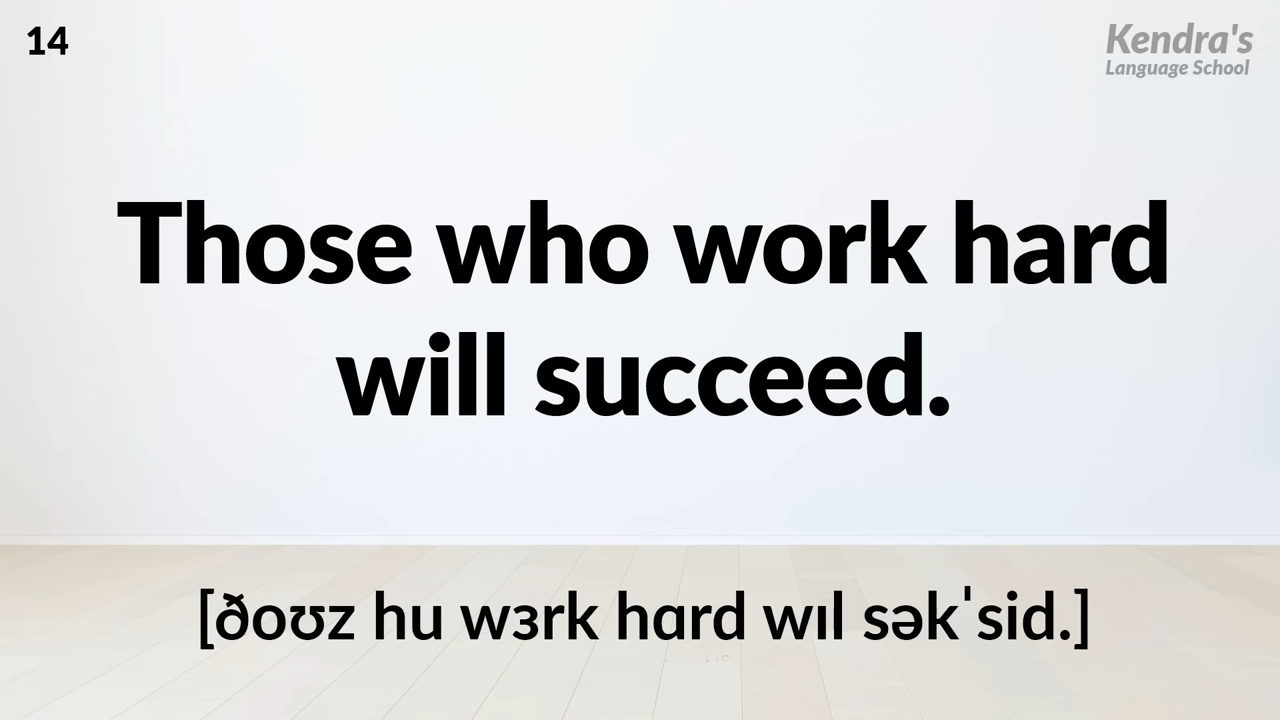 14
Kendra's
Language School
Those who work hard
will succeed.
[ðoʊz hu wɜrk hɑrd wɪl səkˈsid.]